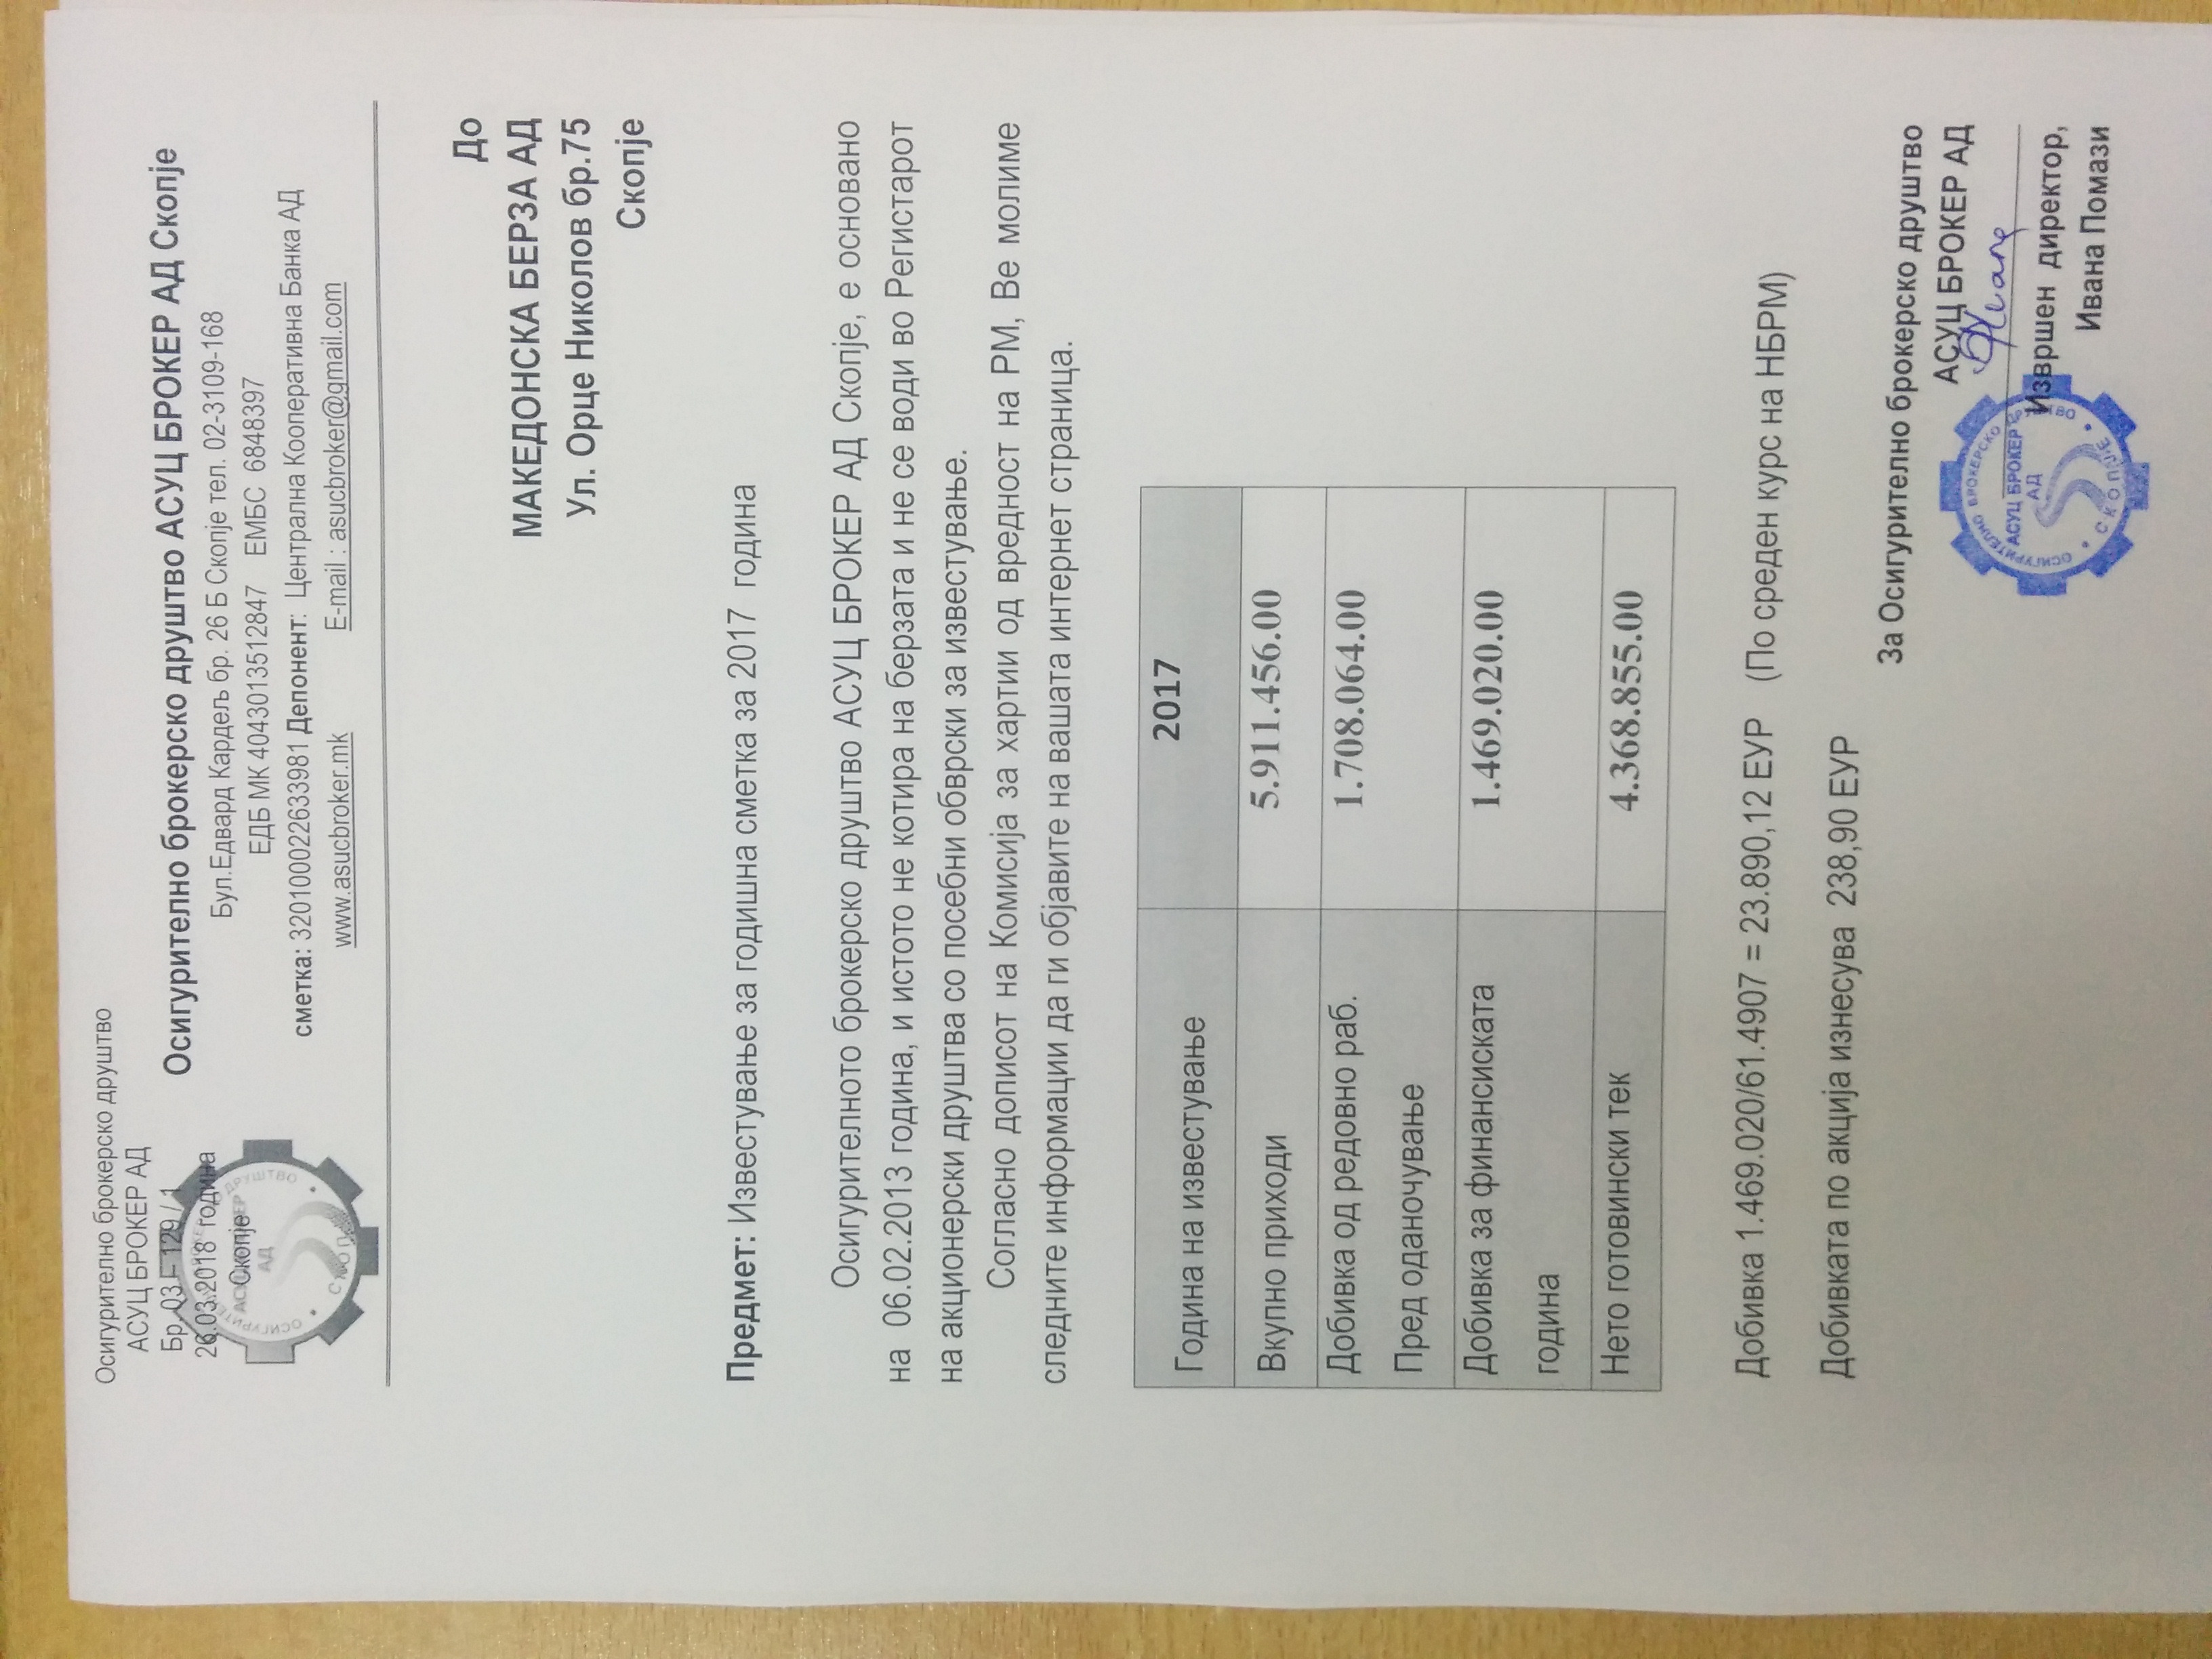 Осигурително брокерско друштво
АСУЦ БРОКЕР АД
Бр. 03 – 129 / 1
26.03.2018 година
Скопје
Осигурително брокерско друштво АСУЦ БРОКЕР АД Скопје
Бул.Едвард Кардељ бр. 26 Б Скопје тел. 02-3109-168
ЕДБ МК 4043013512847 ЕМБС 6848397
сметка: 320100022633981 Депонент: Централна Кооперативна Банка АД
www.asucbroker.mk E-mail : asucbroker@gmail.com
До
МАКЕДОНСКА БЕРЗА АД
Ул. Орце Николов бр.75
Скопје
Предмет: Известување за годишна сметка за 2017 година
Осигурителното брокерско друштво АСУЦ БРОКЕР АД Скопје, е основано
на 06.02.2013 година, и истото не котира на берзата и не се води во Регистарот
на акционерски друштва со посебни обврски за известување.
Согласно дописот на Комисија за хартии од вредност на РМ, Ве молиме
следните информации да ги објавите на вашата интернет страница.
Година на известување 2017
Вкупно приходи 5.911.456.00
Добивка од редовно раб. 1.708.064.00
Пред оданочување
Добивка за финансиската 1.469.020.00
година
Нето готовински тек 4.368.855.00
Добивка 1.469.020/61.4907 = 23.890,12 ЕУР (По среден курс на НБРМ)
Добивката по акција изнесува 238,90 ЕУР
За Осигурително брокерско друштво
АСУЦ БРОКЕР АД
Извршен директор,
Ивана Помази
ОСИГУРИТЕЛНО БРОКЕРСКО ДРУШТВО
АСУЦ БРОКЕР
АД
СКОПЈЕ